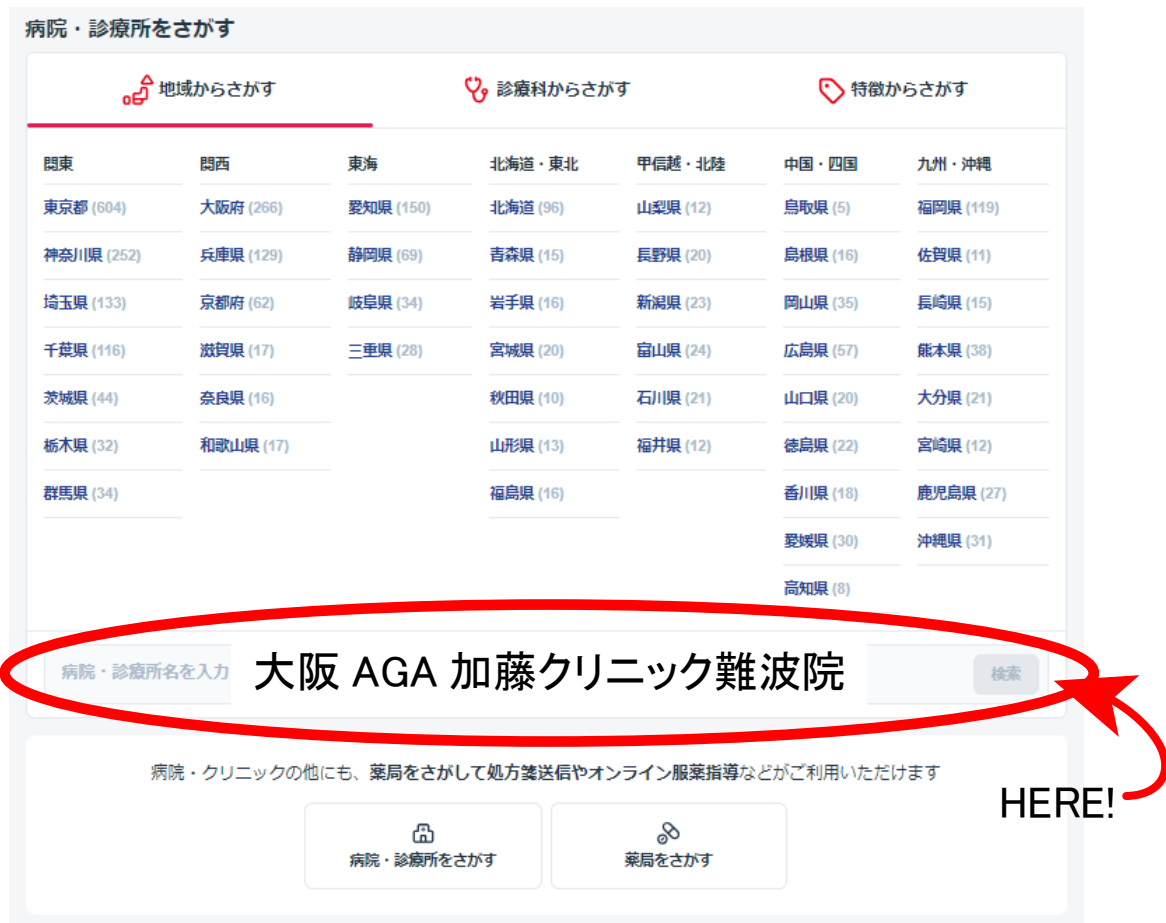 病院・診療所をさがす
地域からさがす 診療科からさがす 特徴からさがす
関東 関西 東海 北海道・東北 甲信越・北陸 中国・四国 九州・沖縄
東京都 (604) 大阪府 (266) 愛知県 (150) 北海道 (96) 山梨県 (12) 鳥取県 (5) 福岡県 (119)
神奈川県 (252) 兵庫県 (129) 静岡県 (69) 青森県 (15) 長野県 (20) 島根県 (16) 佐賀県 (11)
埼玉県 (133) 京都府 (62) 岐阜県 (34) 岩手県 (16) 新潟県 (23) 岡山県 (35) 長崎県 (15)
千葉県 (116) 滋賀県 (17) 三重県 (28) 宮城県 (20) 富山県 (24) 広島県 (57) 熊本県 (38)
茨城県 (44) 奈良県 (16) 秋田県 (10) 石川県 (21) 山口県 (20) 大分県 (21)
栃木県 (32) 和歌山県 (17) 山形県 (13) 福井県 (12) 徳島県 (22) 宮崎県 (12)
群馬県 (34) 福島県 (16) 香川県 (18) 鹿児島県 (27)
愛媛県 (30) 沖縄県 (31)
高知県 (8)
病院・診療所名を入力 大阪 AGA 加藤クリニック難波院 検索
病院・クリニックの他にも、薬局をさがして処方箋送信やオンライン服薬指導などがご利用いただけます
HERE!
病院・診療所をさがす 薬局をさがす